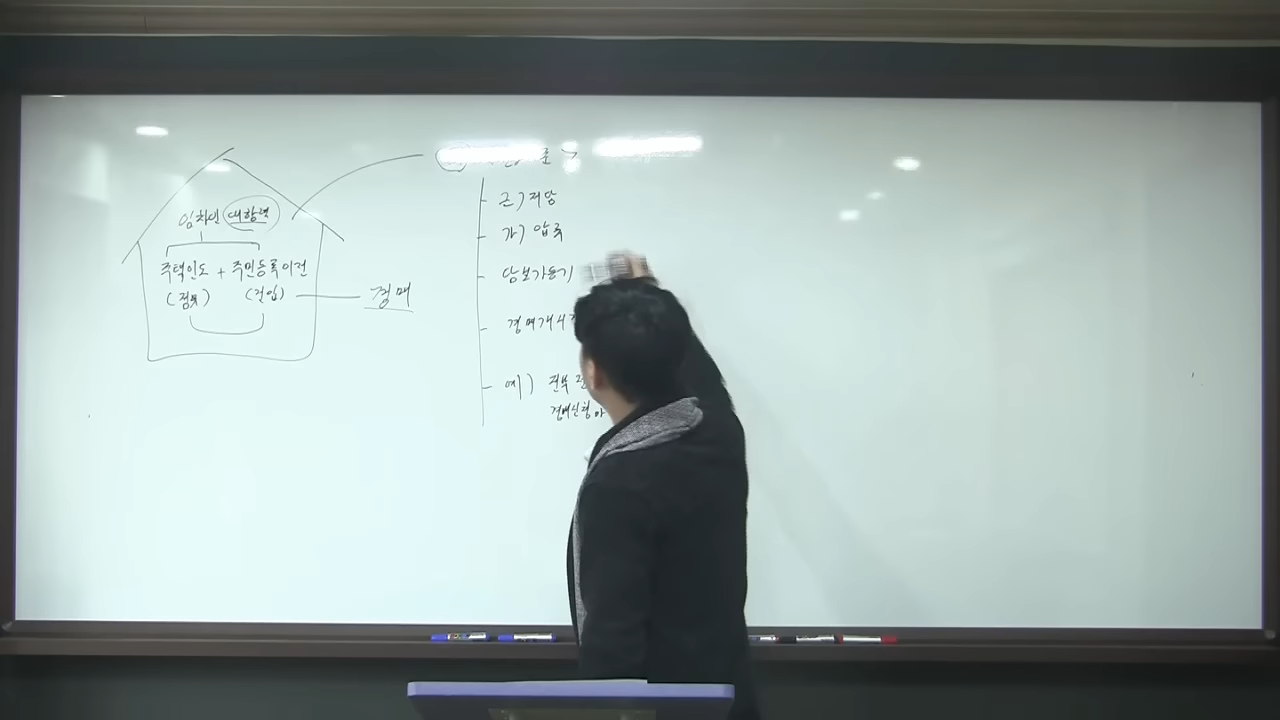 임차인 대항력
주택인도 + 주민등록이전
(점유) (전입)
경매
근)저당
가)압류
담보가등기
경매개시
예) 전부
경매신청